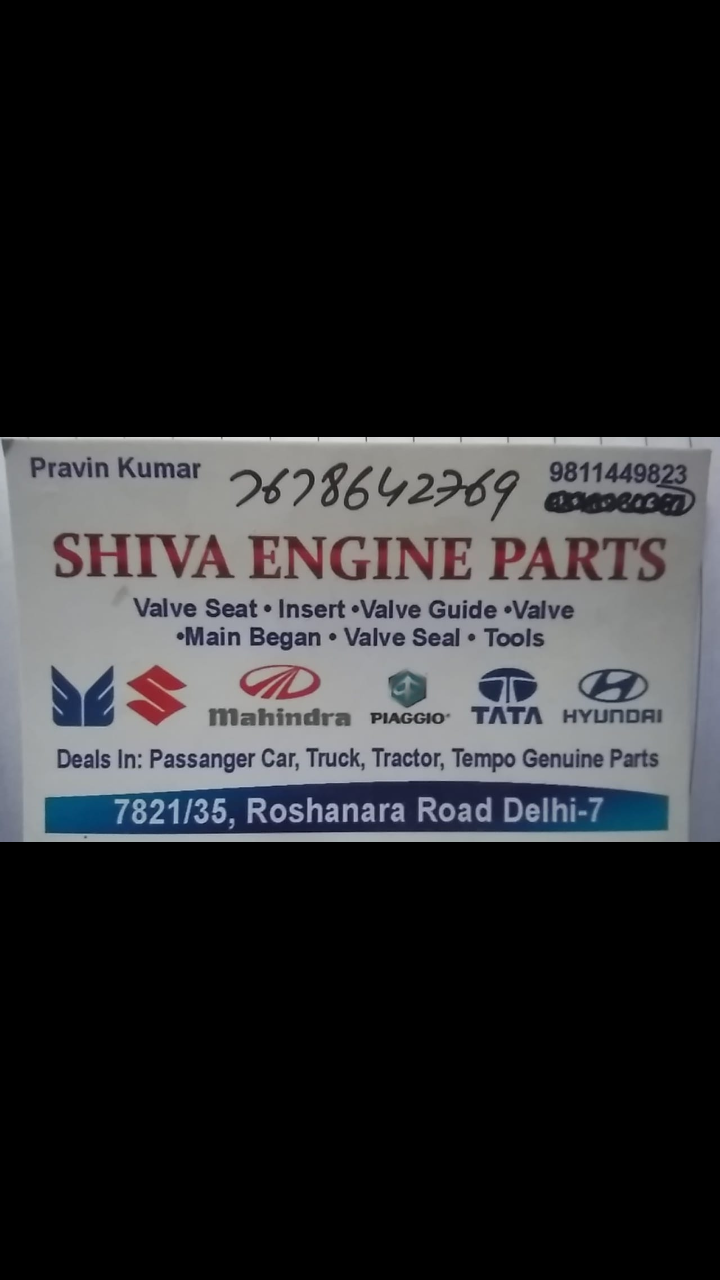 Pravin Kumar 7678642769 9811449823
SHIVA ENGINE PARTS
Valve Seat • Insert •Valve Guide •Valve
•Main Began • Valve Seal • Tools
Mahindra PIAGGIO TATA HYUNDAI
Deals In: Passanger Car, Truck, Tractor, Tempo Genuine Parts
7821/35, Roshanara Road Delhi-7